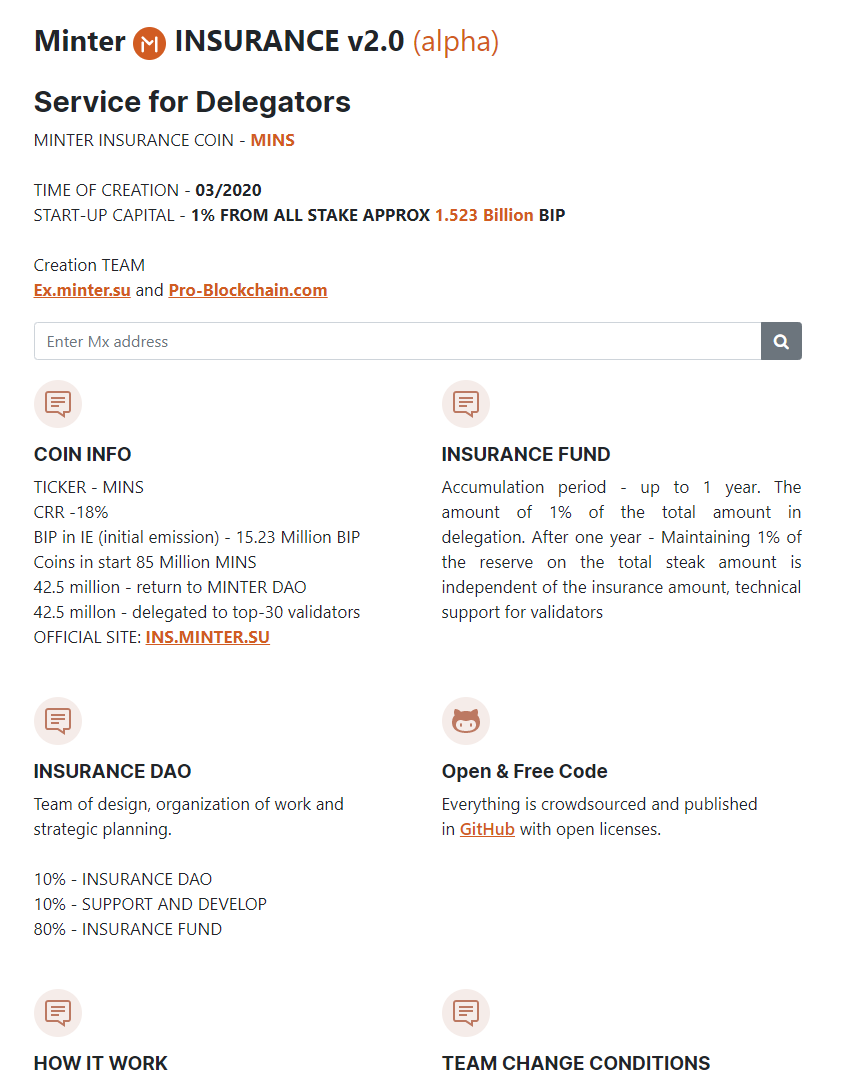 Minter INSURANCE v2.0 (alpha)
Service for Delegators
MINTER INSURANCE COIN - MINS
TIME OF CREATION - 03/2020
START-UP CAPITAL - 1% FROM ALL STAKE APPROX 1.523 Billion BIP
Creation TEAM
Ex.minter.su and Pro-Blockchain.com
Enter Mx address
COIN INFO
TICKER - MINS
CRR -18%
BIP in IE (initial emission) - 15.23 Million BIP
Coins in start 85 Million MINS
42.5 million - return to MINTER DAO
42.5 millon - delegated to top-30 validators
OFFICIAL SITE: INS.MINTER.SU
INSURANCE FUND
Accumulation period - up to 1 year. The
amount of 1% of the total amount in
delegation. After one year - Maintaining 1% of
the reserve on the total steak amount is
independent of the insurance amount, technical
support for validators
INSURANCE DAO
Team of design, organization of work and
strategic planning.
10% - INSURANCE DAO
10% - SUPPORT AND DEVELOP
80% - INSURANCE FUND
Open & Free Code
Everything is crowdsourced and published
in GitHub with open licenses.
HOW IT WORK
TEAM CHANGE CONDITIONS